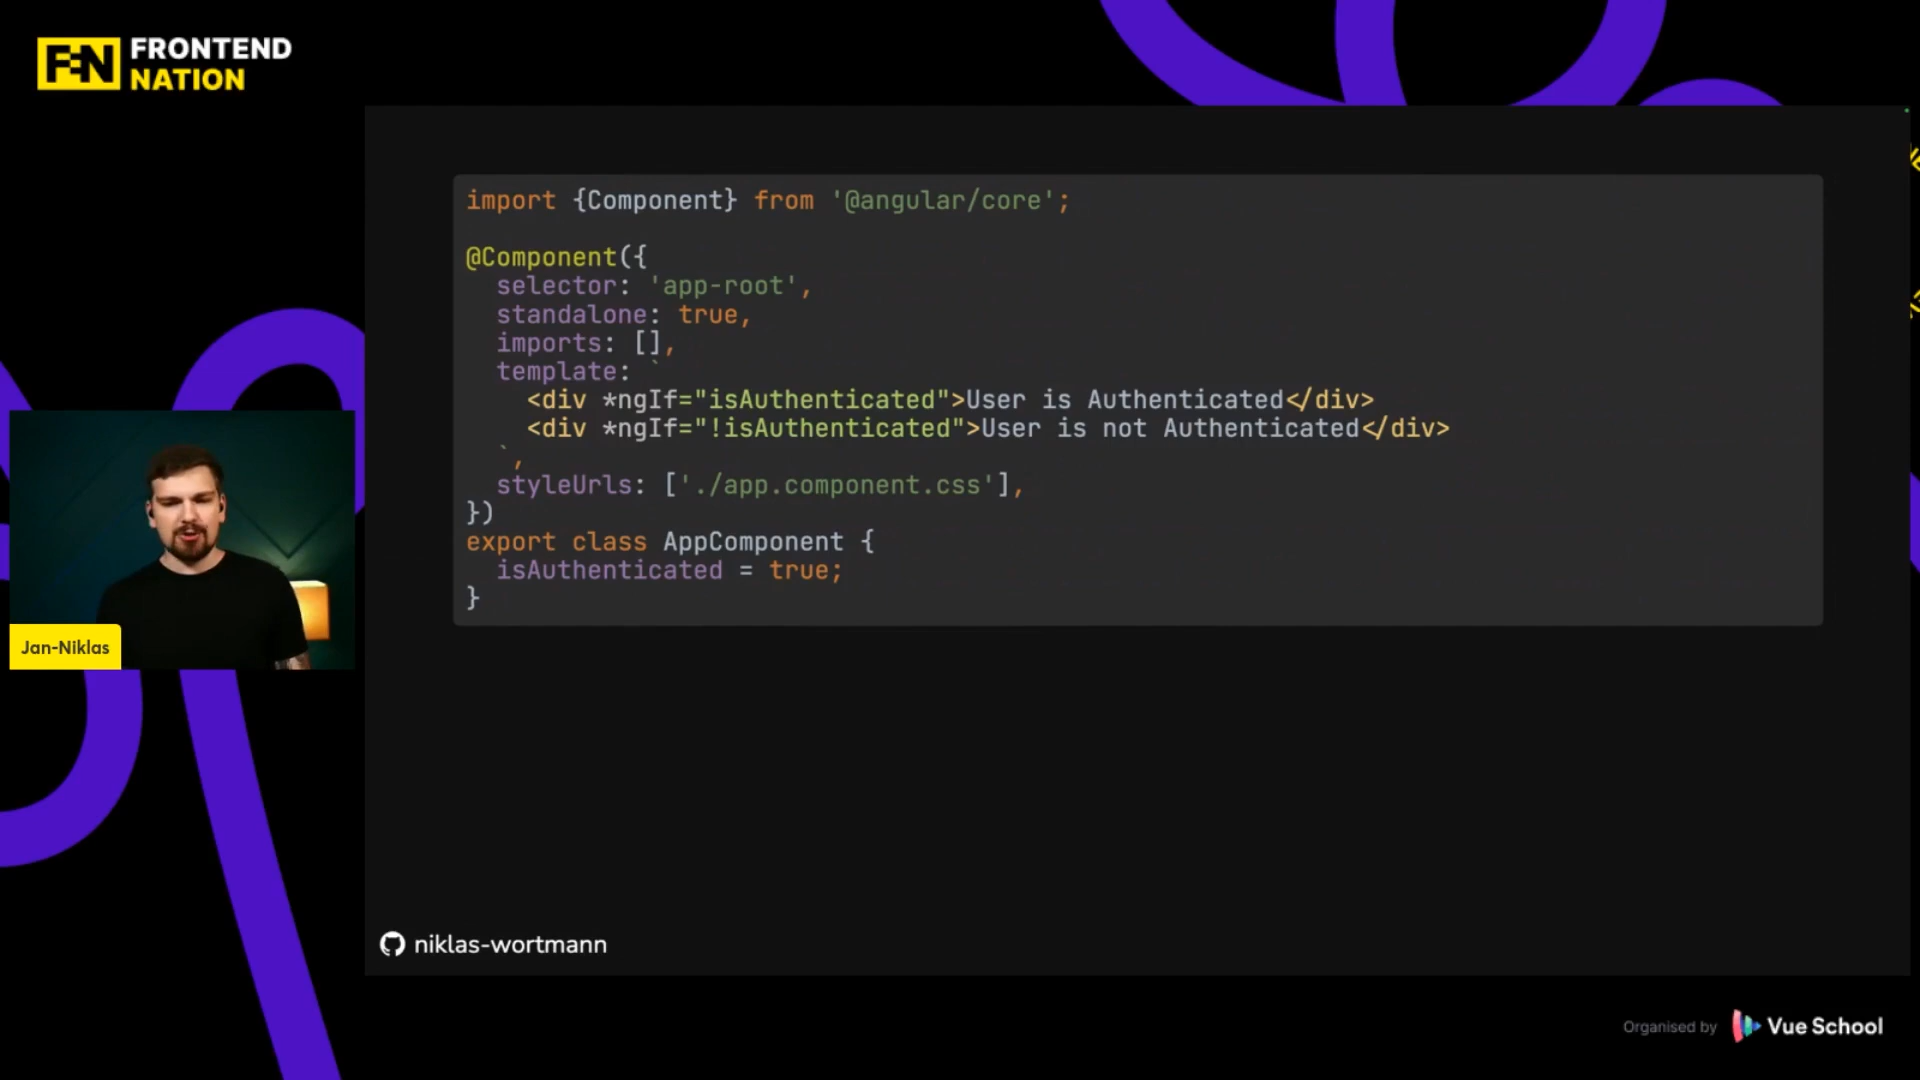 FEN FRONTEND
NATION
import {Component} from '@angular/core';
@Component({
  selector: 'app-root',
  standalone: true,
  imports: [],
  template: `
    <div *ngIf="isAuthenticated">User is Authenticated</div>
    <div *ngIf="!isAuthenticated">User is not Authenticated</div>
  `,
  styleUrls: ['./app.component.css'],
})
export class AppComponent {
  isAuthenticated = true;
}
Jan-Niklas
niklas-wortmann
Organised by Vue School